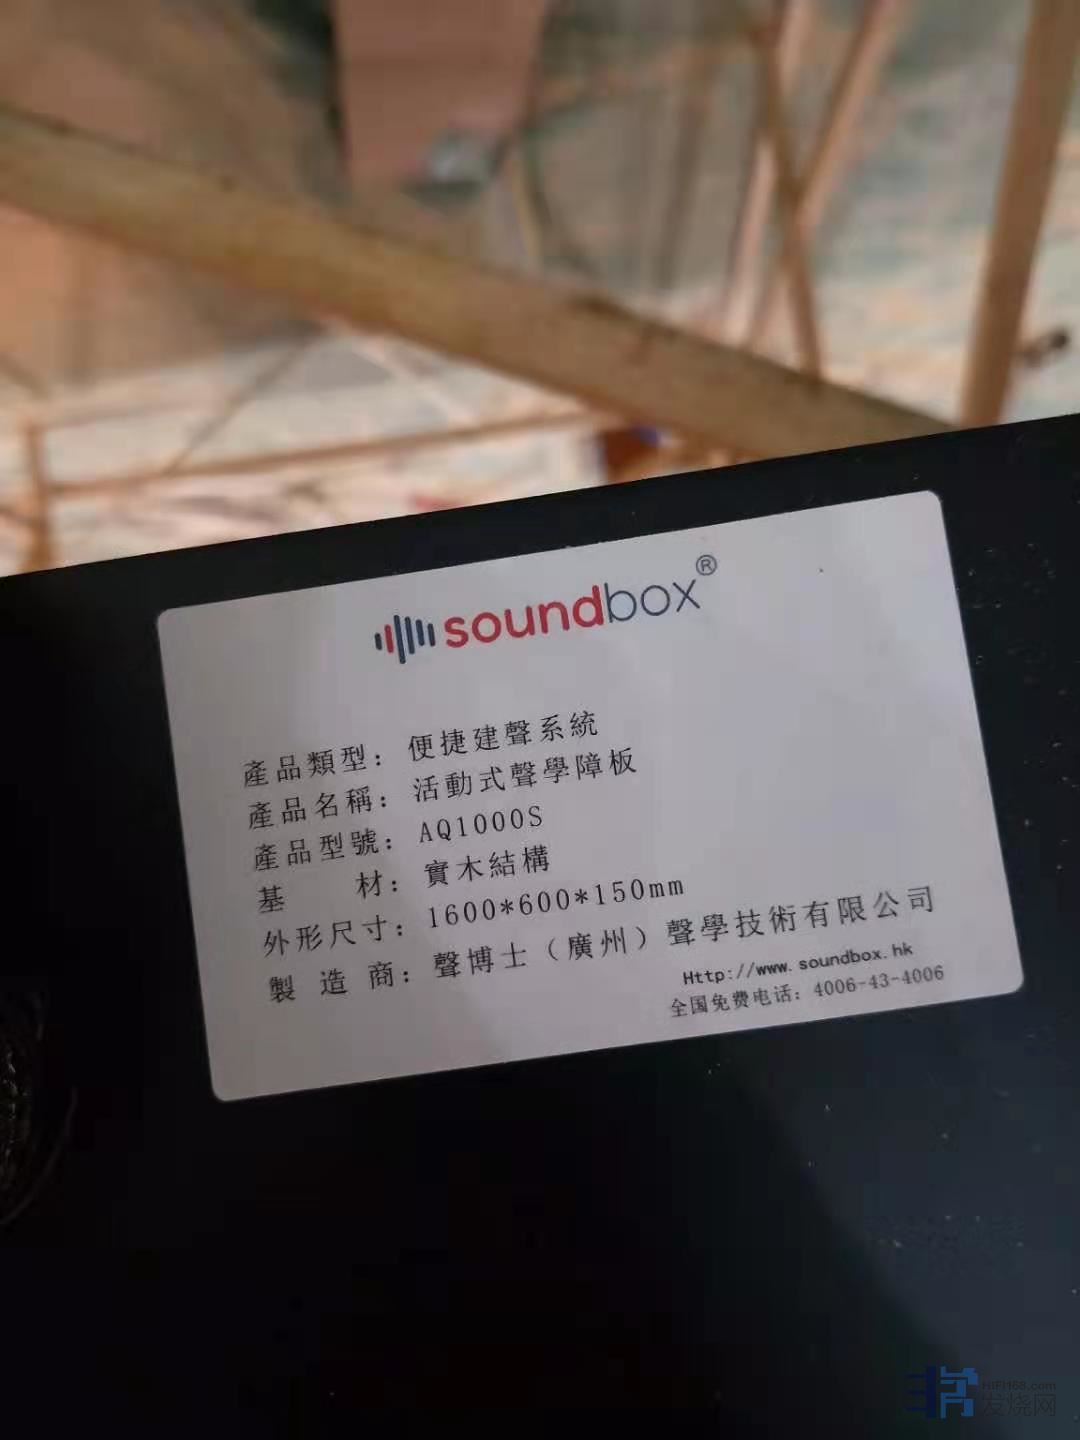 soundbox®
產品類型：便捷建聲系統
產品名稱：活動式聲學障板
產品型號：AQ1000S
基　　材：實木結構
外形尺寸：1600*600*150mm
製 造 商：聲博士（廣州）聲學技術有限公司
Http://www.soundbox.hk
全国免费电话：4006-43-4006
HIFI168.com
发烧网